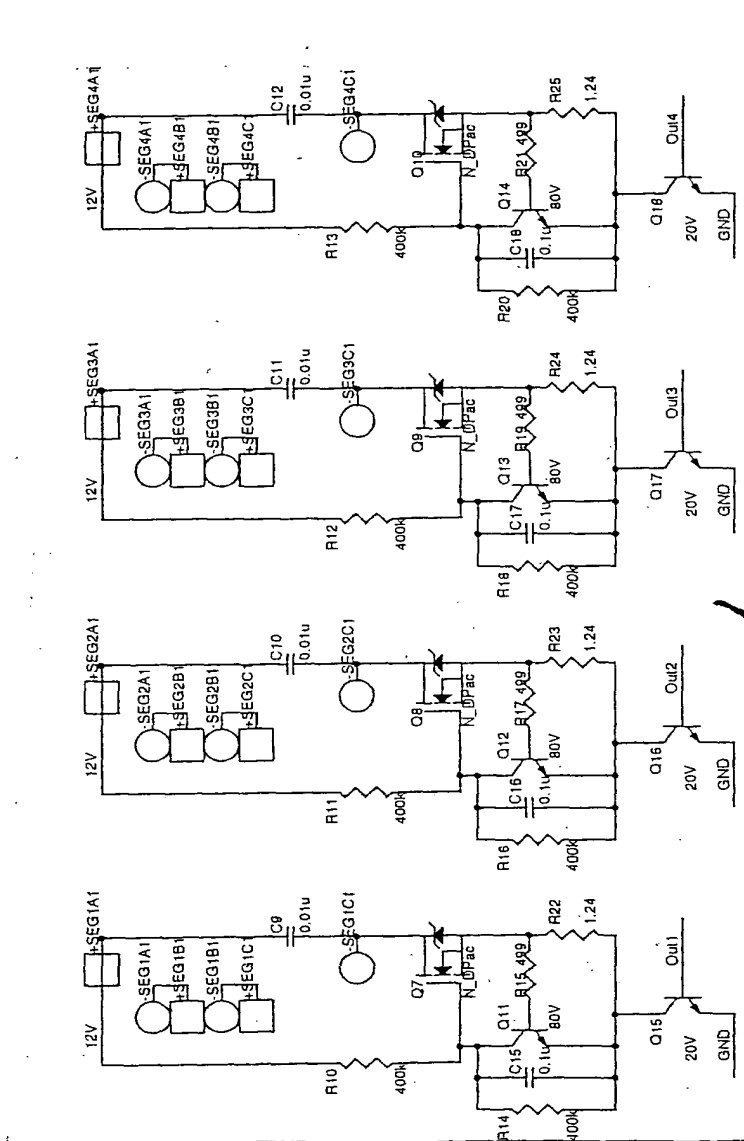 12V
+SEG1A1
-SEG1A1
+SEG1B1
-SEG1B1
+SEG1C1
C9
0.01u
-SEG1C1
R10
400k
Q7
N_DPac
R14
400k
C15
0.1u
Q11
80V
R15 499
R22
1.24
Q15
20V
Out1
GND
12V
+SEG2A1
-SEG2A1
+SEG2B1
-SEG2B1
+SEG2C1
C10
0.01u
-SEG2C1
R11
400k
Q8
N_DPac
R16
400k
C16
0.1u
Q12
80V
R17 499
R23
1.24
Q16
20V
Out2
GND
12V
+SEG3A1
-SEG3A1
+SEG3B1
-SEG3B1
+SEG3C1
C11
0.01u
-SEG3C1
R12
400k
Q9
N_DPac
R18
400k
C17
0.1u
Q13
80V
R19 499
R24
1.24
Q17
20V
Out3
GND
12V
+SEG4A1
-SEG4A1
+SEG4B1
-SEG4B1
+SEG4C1
C12
0.01u
-SEG4C1
R13
400k
Q10
N_DPac
R20
400k
C18
0.1u
Q14
80V
R21 499
R25
1.24
Q18
20V
Out4
GND